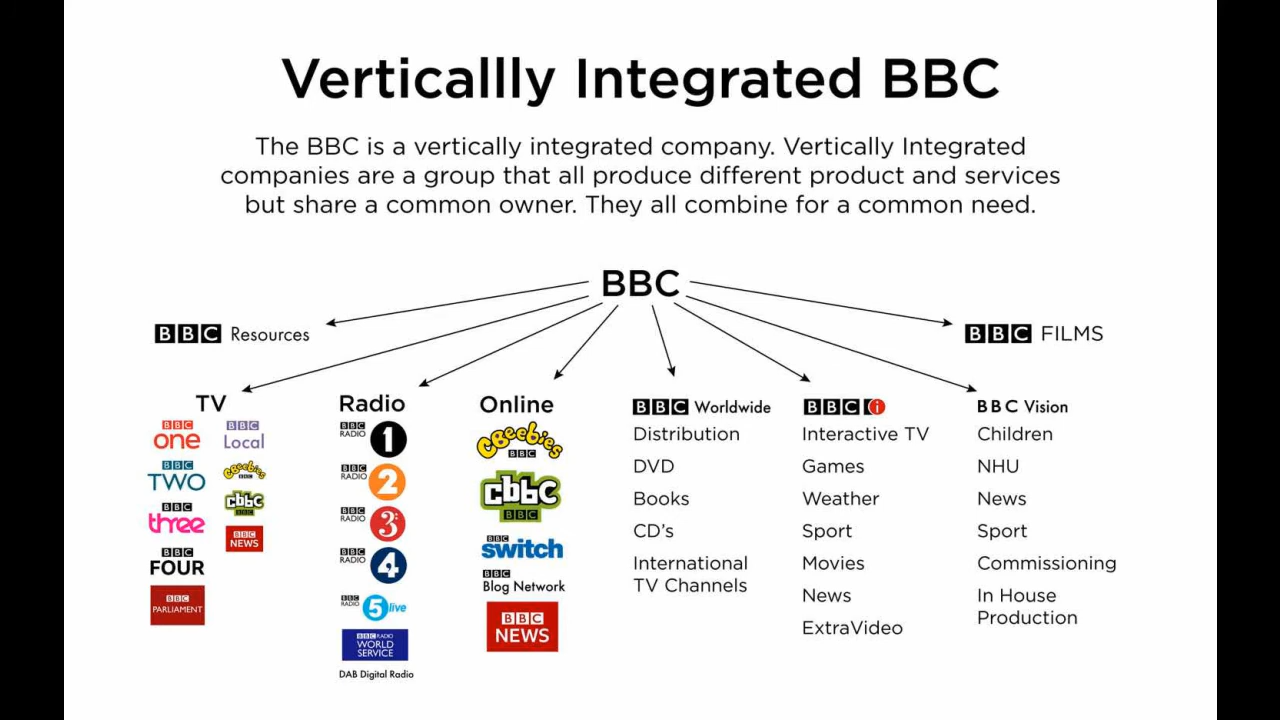 Verticallly Integrated BBC
The BBC is a vertically integrated company. Vertically Integrated
companies are a group that all produce different product and services
but share a common owner. They all combine for a common need.
BBC
BBC Resources
BBC FILMS
TV
BBC
one
BBC
TWO
BBC
three
BBC
FOUR
BBC
PARLIAMENT
BBC
Local
CBeebies
BBC
cbbc
BBC
BBC
NEWS
Radio
BBC
RADIO 1
BBC
RADIO 2
BBC
RADIO 3
BBC
RADIO 4
BBC
RADIO 5 live
BBC RADIO
WORLD
SERVICE
DAB Digital Radio
Online
CBeebies
BBC
cbbc
BBC
BBC
switch
BBC
Blog Network
BBC
NEWS
BBC Worldwide
Distribution
DVD
Books
CD's
International
TV Channels
BBC i
Interactive TV
Games
Weather
Sport
Movies
News
ExtraVideo
BBC Vision
Children
NHU
News
Sport
Commissioning
In House
Production